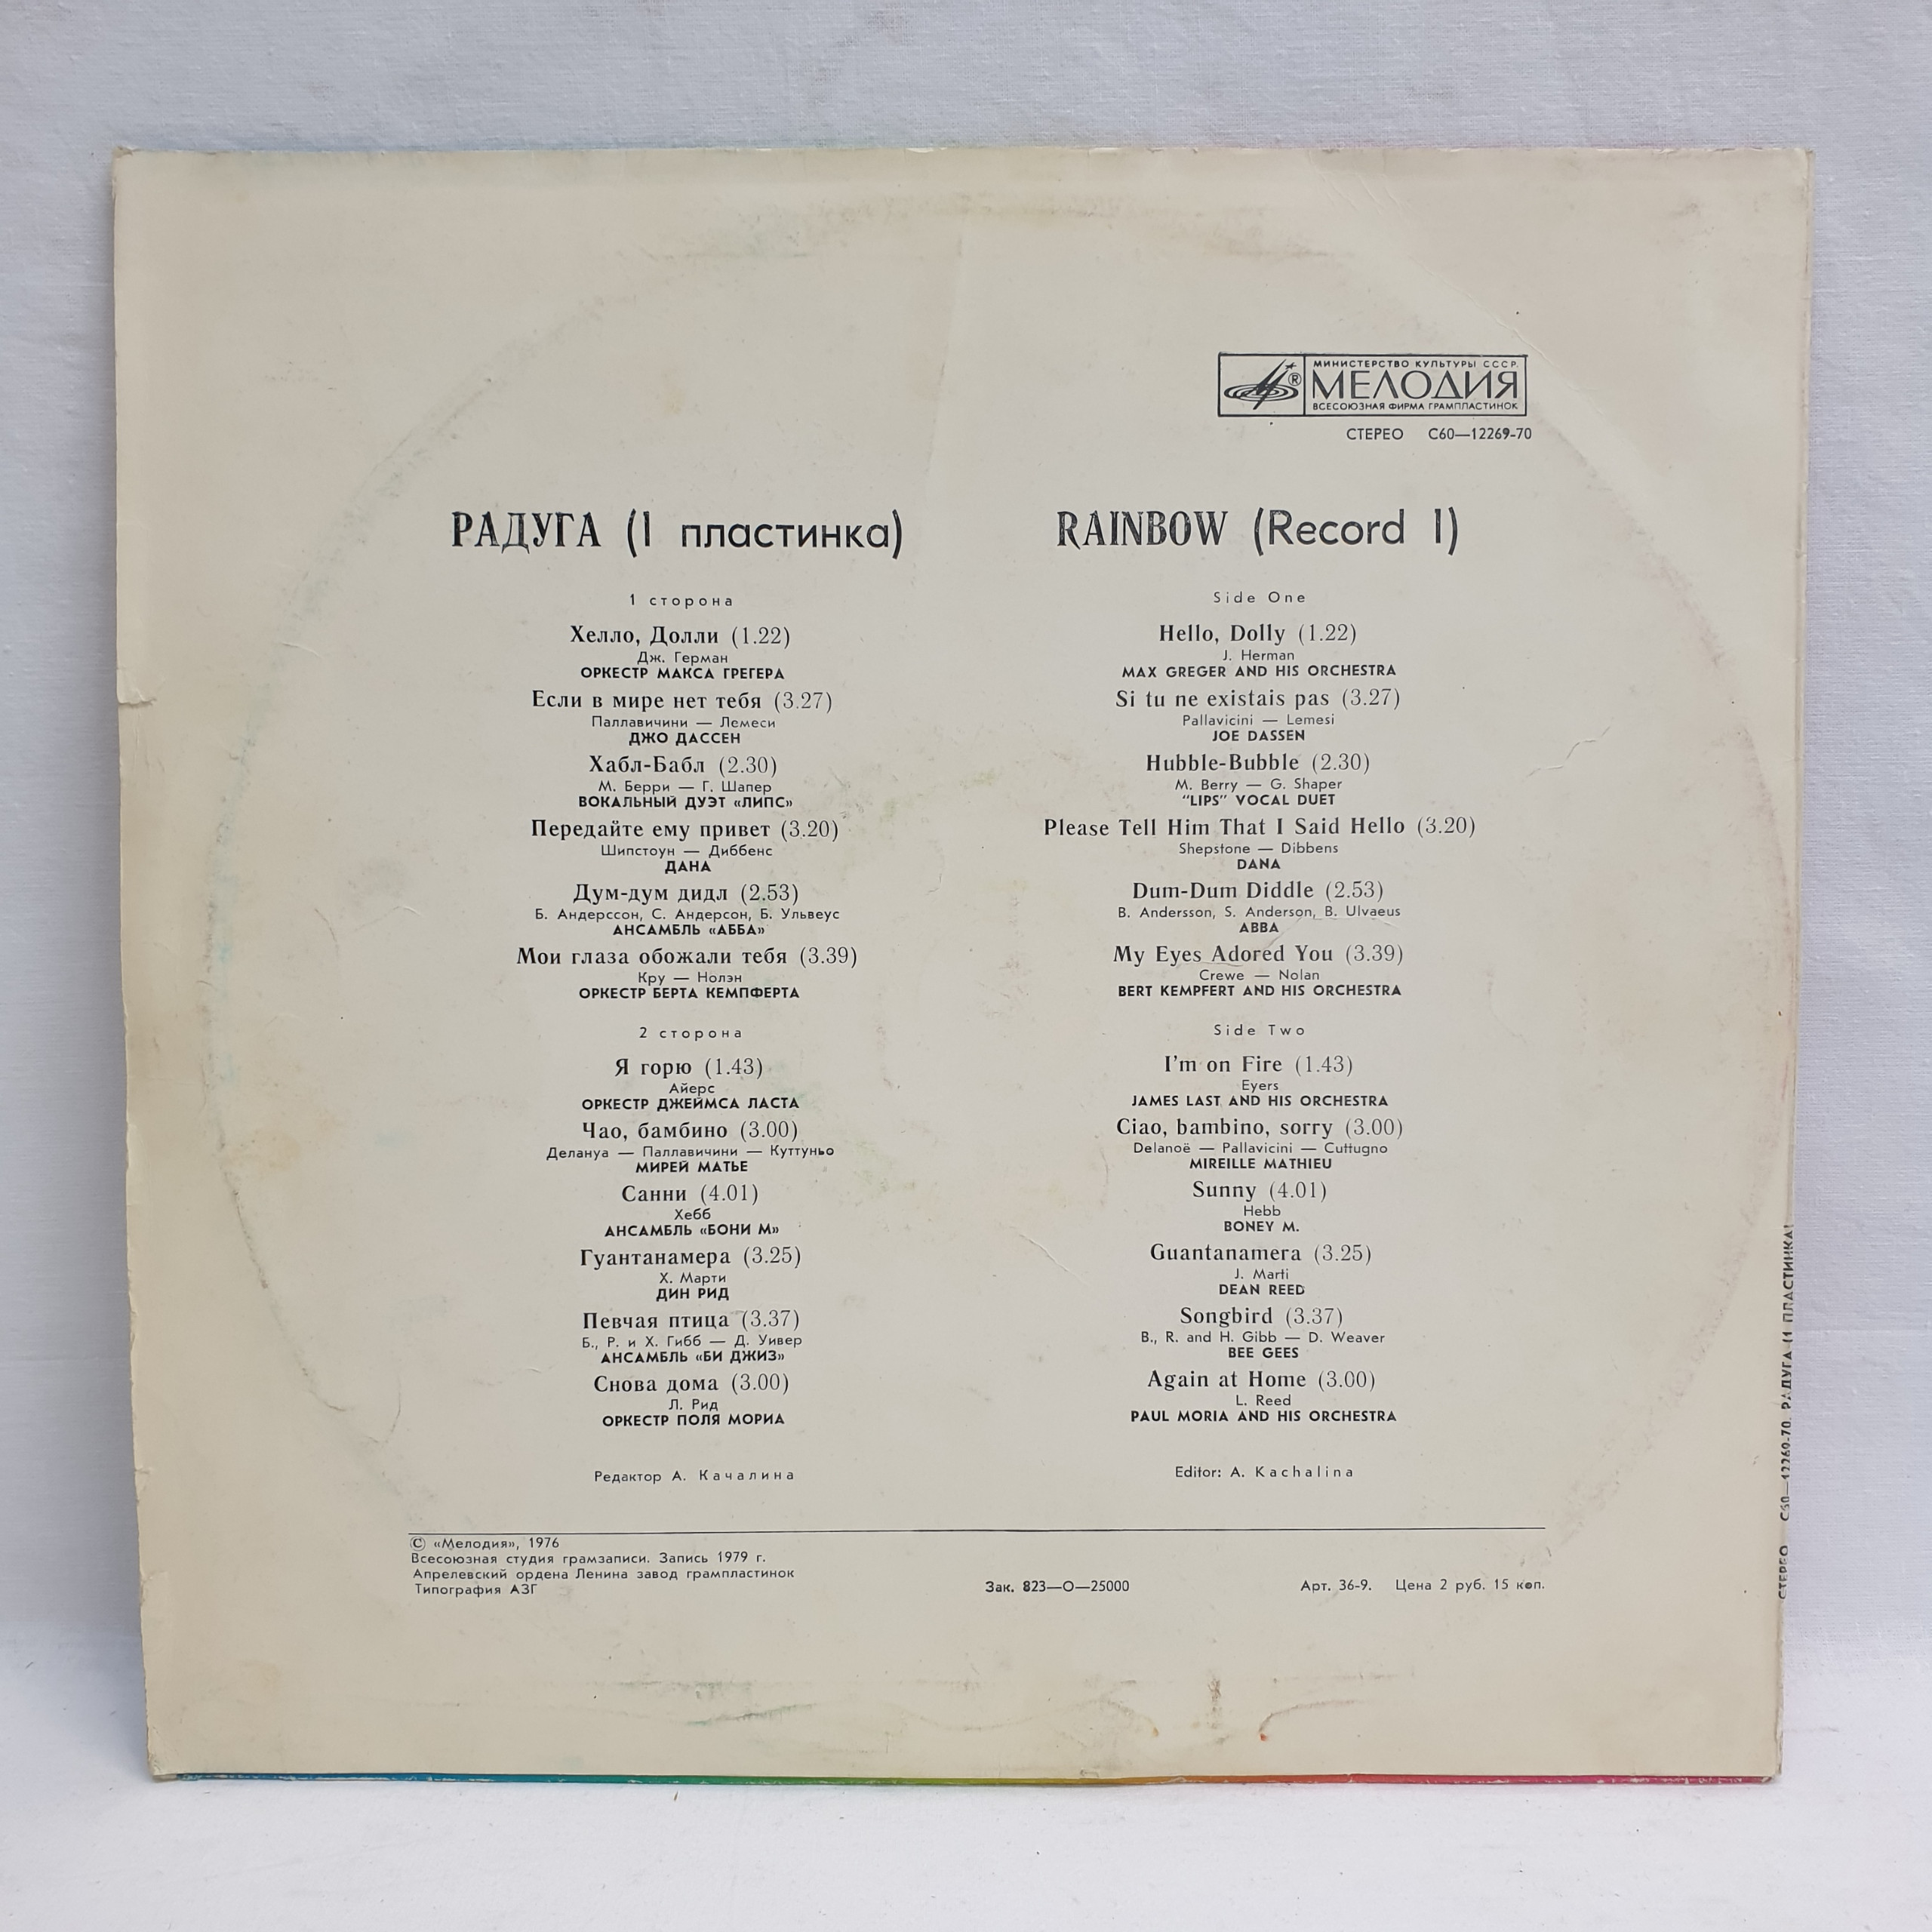 МИНИСТЕРСТВО КУЛЬТУРЫ СССР.
МЕЛОДИЯ
ВСЕСОЮЗНАЯ ФИРМА ГРАМПЛАСТИНОК
®
СТЕРЕО С60—12269-70
РАДУГА (I пластинка)
1 сторона
Хелло, Долли (1.22)
Дж. Герман
ОРКЕСТР МАКСА ГРЕГЕРА
Если в мире нет тебя (3.27)
Паллавичини — Лемеси
ДЖО ДАССЕН
Хабл-Бабл (2.30)
М. Берри — Г. Шапер
ВОКАЛЬНЫЙ ДУЭТ «ЛИПС»
Передайте ему привет (3.20)
Шипстоун — Диббенс
ДАНА
Дум-дум дидл (2.53)
Б. Андерссон, С. Андерсон, Б. Ульвеус
АНСАМБЛЬ «АББА»
Мои глаза обожали тебя (3.39)
Кру — Нолэн
ОРКЕСТР БЕРТА КЕМПФЕРТА
2 сторона
Я горю (1.43)
Айерс
ОРКЕСТР ДЖЕЙМСА ЛАСТА
Чао, бамбино (3.00)
Делануа — Паллавичини — Куттуньо
МИРЕЙ МАТЬЕ
Санни (4.01)
Хебб
АНСАМБЛЬ «БОНИ М»
Гуантанамера (3.25)
Х. Марти
ДИН РИД
Певчая птица (3.37)
Б., Р. и Х. Гибб — Д. Уивер
АНСАМБЛЬ «БИ ДЖИЗ»
Снова дома (3.00)
Л. Рид
ОРКЕСТР ПОЛЯ МОРИА
Редактор А. Качалина
RAINBOW (Record I)
Side One
Hello, Dolly (1.22)
J. Herman
MAX GREGER AND HIS ORCHESTRA
Si tu ne existais pas (3.27)
Pallavicini — Lemesi
JOE DASSEN
Hubble-Bubble (2.30)
M. Berry — G. Shaper
“LIPS” VOCAL DUET
Please Tell Him That I Said Hello (3.20)
Shepstone — Dibbens
DANA
Dum-Dum Diddle (2.53)
B. Andersson, S. Anderson, B. Ulvaeus
ABBA
My Eyes Adored You (3.39)
Crewe — Nolan
BERT KEMPFERT AND HIS ORCHESTRA
Side Two
I'm on Fire (1.43)
Eyers
JAMES LAST AND HIS ORCHESTRA
Ciao, bambino, sorry (3.00)
Delanoë — Pallavicini — Cuttugno
MIREILLE MATHIEU
Sunny (4.01)
Hebb
BONEY M.
Guantanamera (3.25)
J. Marti
DEAN REED
Songbird (3.37)
B., R. and H. Gibb — D. Weaver
BEE GEES
Again at Home (3.00)
L. Reed
PAUL MORIA AND HIS ORCHESTRA
Editor: A. Kachalina
© «Мелодия», 1976
Всесоюзная студия грамзаписи. Запись 1979 г.
Апрелевский ордена Ленина завод грампластинок
Типография АЗГ
Зак. 823—О—25000
Арт. 36-9. Цена 2 руб. 15 коп.
СТЕРЕО С60—12269-70. РАДУГА (1 ПЛАСТИНКА)